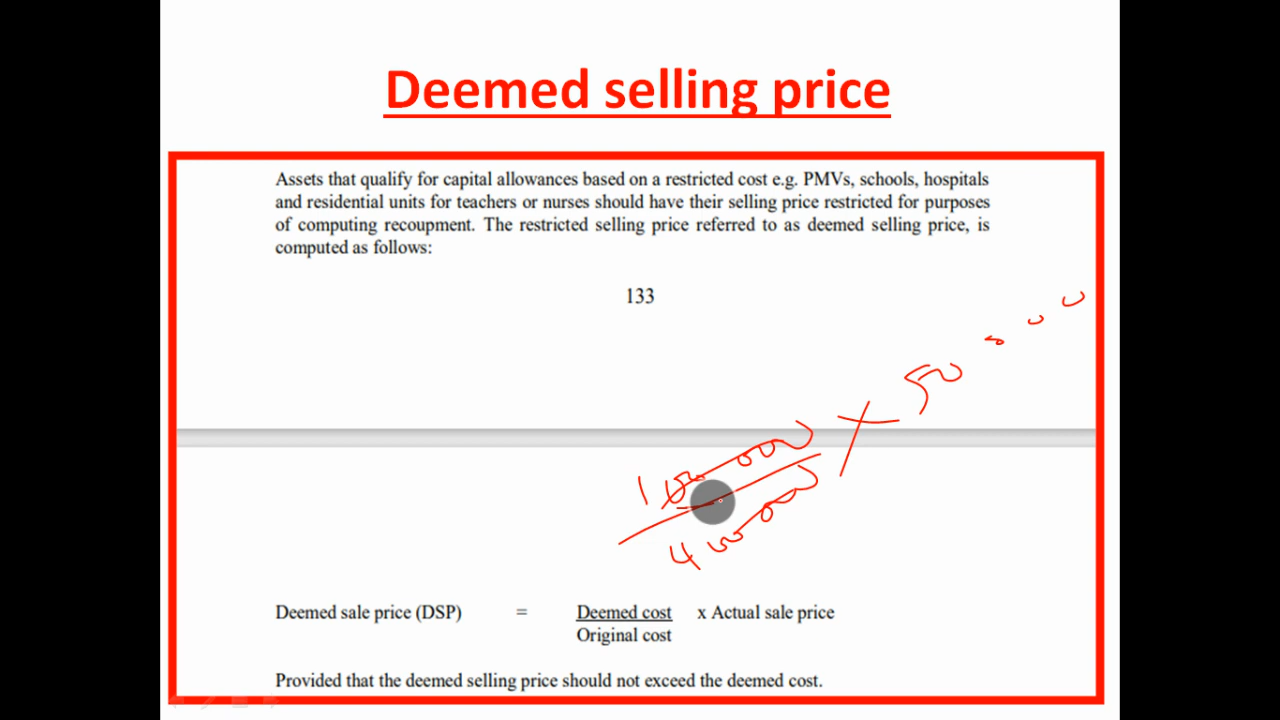 Deemed selling price
Assets that qualify for capital allowances based on a restricted cost e.g. PMVs, schools, hospitals
and residential units for teachers or nurses should have their selling price restricted for purposes
of computing recoupment. The restricted selling price referred to as deemed selling price, is
computed as follows:
133
Deemed sale price (DSP) = Deemed cost x Actual sale price
Original cost
Provided that the deemed selling price should not exceed the deemed cost.